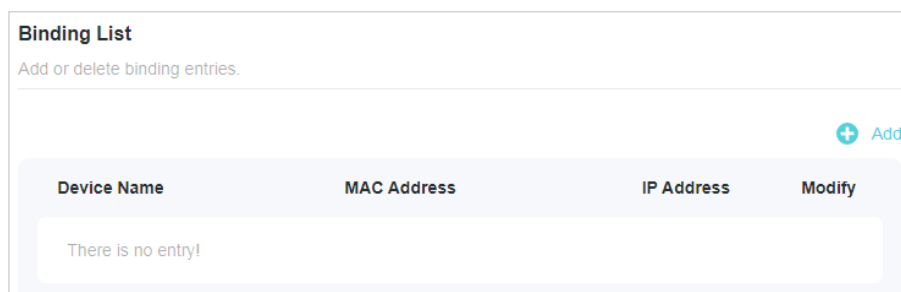 Binding List
Add or delete binding entries.
Add
Device Name MAC Address IP Address Modify
There is no entry!